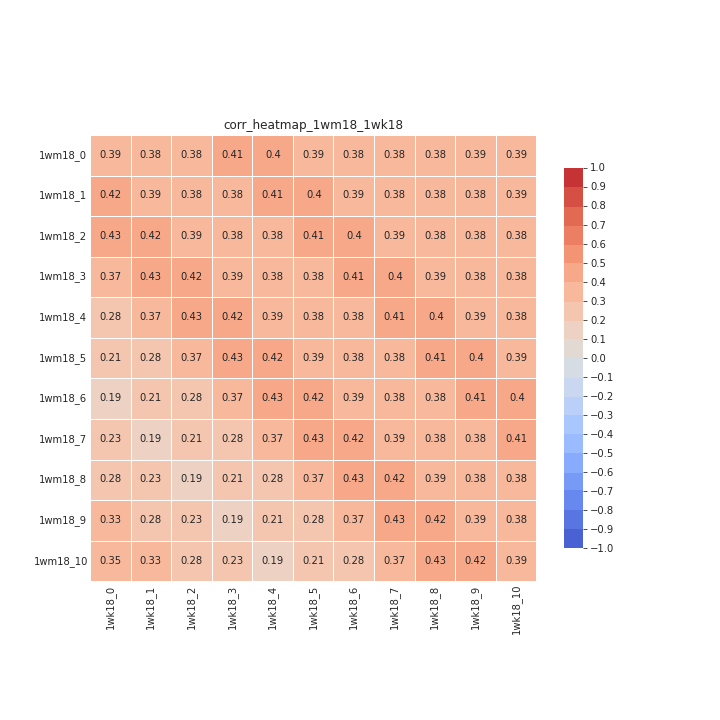 corr_heatmap_1wm18_1wk18
1wm18_0 0.39 0.38 0.38 0.41 0.4 0.39 0.38 0.38 0.38 0.39 0.39
1wm18_1 0.42 0.39 0.38 0.38 0.41 0.4 0.39 0.38 0.38 0.38 0.39
1wm18_2 0.43 0.42 0.39 0.38 0.38 0.41 0.4 0.39 0.38 0.38 0.38
1wm18_3 0.37 0.43 0.42 0.39 0.38 0.38 0.41 0.4 0.39 0.38 0.38
1wm18_4 0.28 0.37 0.43 0.42 0.39 0.38 0.38 0.41 0.4 0.39 0.38
1wm18_5 0.21 0.28 0.37 0.43 0.42 0.39 0.38 0.38 0.41 0.4 0.39
1wm18_6 0.19 0.21 0.28 0.37 0.43 0.42 0.39 0.38 0.38 0.41 0.4
1wm18_7 0.23 0.19 0.21 0.28 0.37 0.43 0.42 0.39 0.38 0.38 0.41
1wm18_8 0.28 0.23 0.19 0.21 0.28 0.37 0.43 0.42 0.39 0.38 0.38
1wm18_9 0.33 0.28 0.23 0.19 0.21 0.28 0.37 0.43 0.42 0.39 0.38
1wm18_10 0.35 0.33 0.28 0.23 0.19 0.21 0.28 0.37 0.43 0.42 0.39
1wk18_0 1wk18_1 1wk18_2 1wk18_3 1wk18_4 1wk18_5 1wk18_6 1wk18_7 1wk18_8 1wk18_9 1wk18_10
1.0
0.9
0.8
0.7
0.6
0.5
0.4
0.3
0.2
0.1
0.0
−0.1
−0.2
−0.3
−0.4
−0.5
−0.6
−0.7
−0.8
−0.9
−1.0